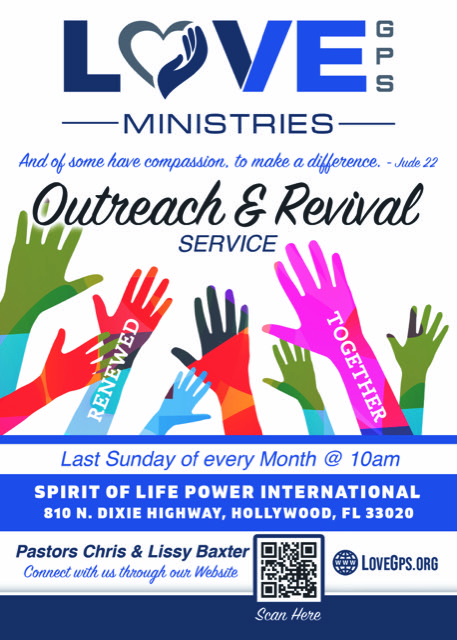 LOVE GPS
MINISTRIES
And of some have compassion, to make a difference. - Jude 22
Outreach & Revival
SERVICE
RENEWED
TOGETHER
Last Sunday of every Month @ 10am
SPIRIT OF LIFE POWER INTERNATIONAL
810 N. DIXIE HIGHWAY, HOLLYWOOD, FL 33020
Pastors Chris & Lissy Baxter
Connect with us through our Website
WWW
LOVEGPS.ORG
Scan Here